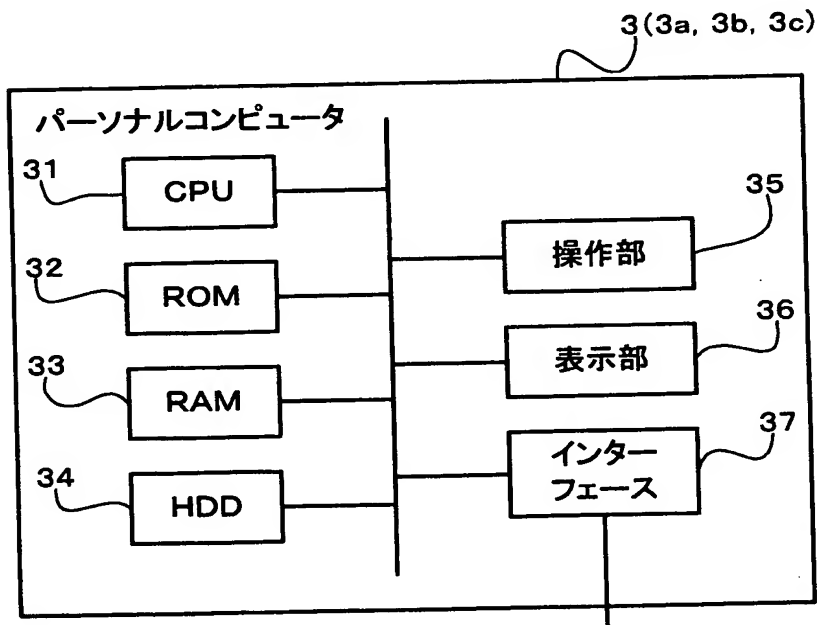 3(3a, 3b, 3c)
パーソナルコンピュータ
31
CPU
32
ROM
33
RAM
34
HDD
35
操作部
36
表示部
37
インター
フェース